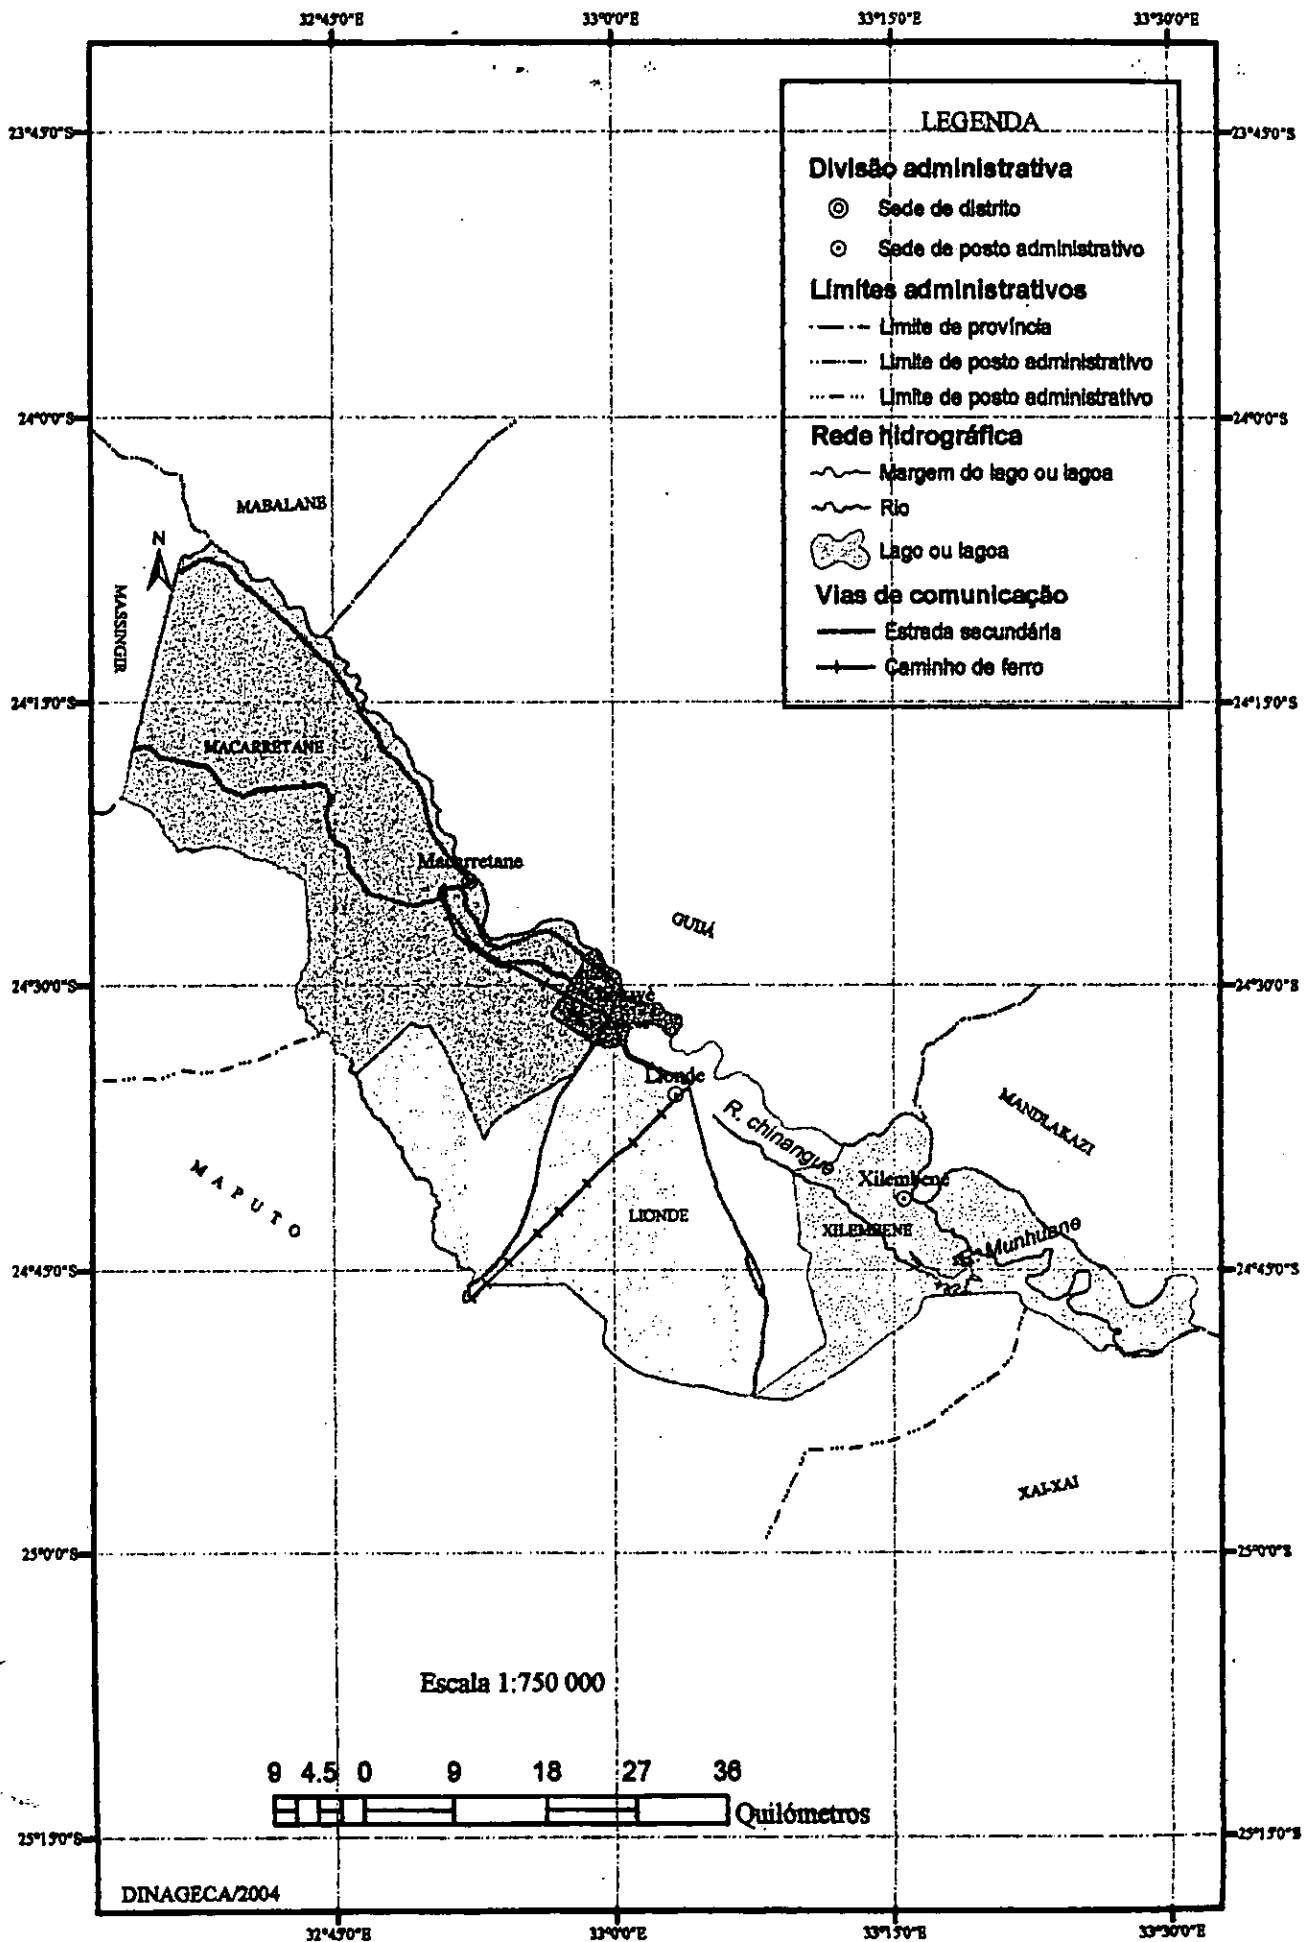 32°45'0"E 33°0'0"E 33°15'0"E 33°30'0"E
23°45'0"S 23°45'0"S
LEGENDA
Divisão administrativa
Sede de distrito
Sede de posto administrativo
Límites administrativos
Limite de província
Limite de posto administrativo
Limite de posto administrativo
24°0'0"S 24°0'0"S
Rede hidrográfica
Margem do lago ou lagoa
Rio
Lago ou lagoa
Vias de comunicação
Estrada secundária
Caminho de ferro
MABALANE
N
MASSINGIR
24°15'0"S 24°15'0"S
MACARRETANE
Macarretane
GUIJÁ
24°30'0"S 24°30'0"S
Lionde
MANDLAKAZI
R. chinangue
MAPUTO
Xilembene
LIONDE
XILEMBENE
R. Munhuane
24°45'0"S 24°45'0"S
XAI-XAI
25°0'0"S 25°0'0"S
Escala 1:750 000
9 4.5 0 9 18 27 36
Quilómetros
25°15'0"S 25°15'0"S
DINAGECA/2004
32°45'0"E 33°0'0"E 33°15'0"E 33°30'0"E